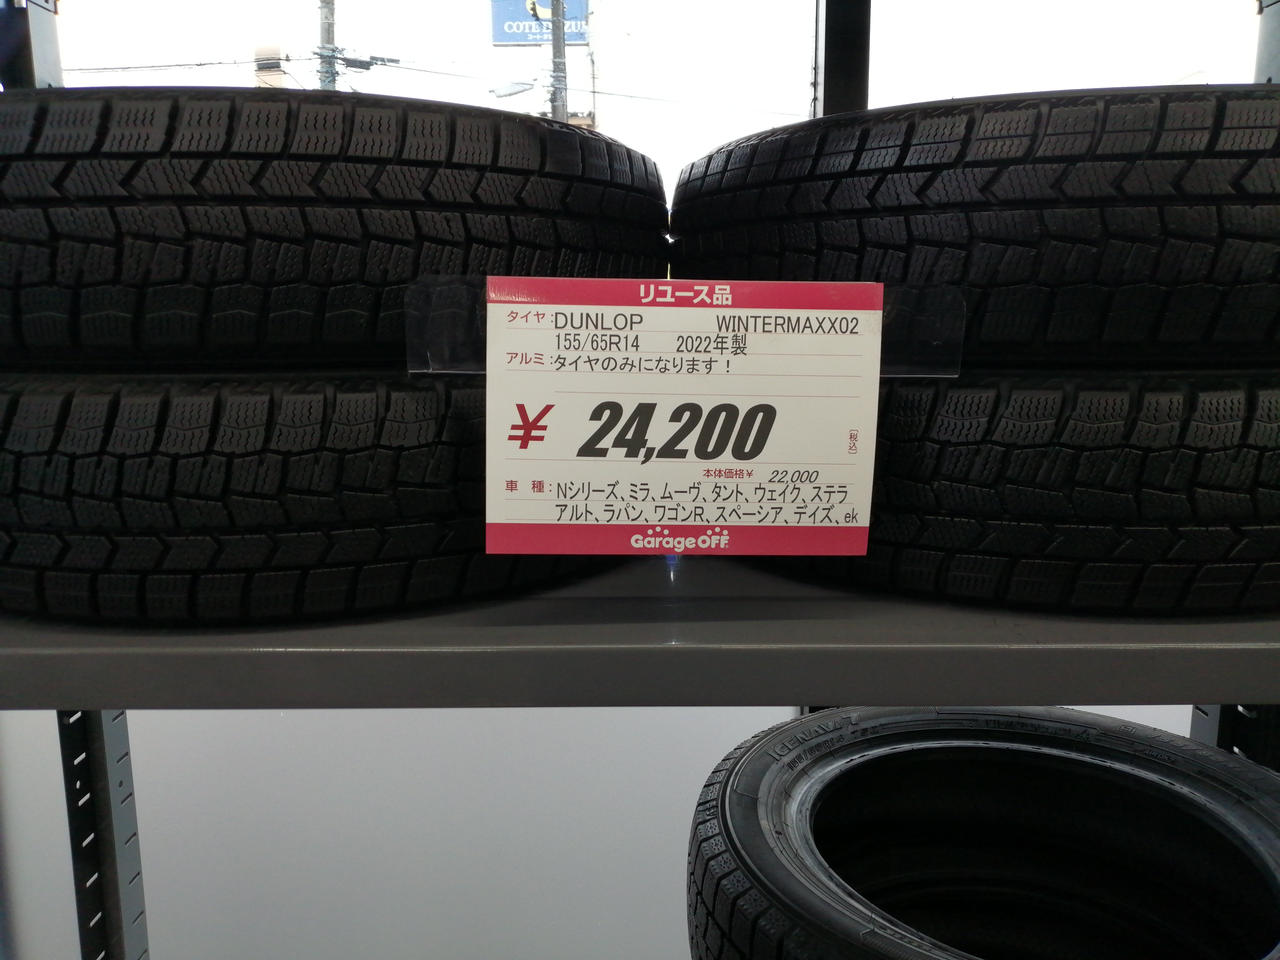 COTE D'AZUR
リユース品
タイヤ:DUNLOP WINTERMAXX02
155/65R14 2022年製
アルミ:タイヤのみになります!
¥ 24,200 [税込]
本体価格¥ 22,000
車 種:Nシリーズ、ミラ、ムーヴ、タント、ウェイク、ステラ
アルト、ラパン、ワゴンR、スペーシア、デイズ、ek
GarageOFF